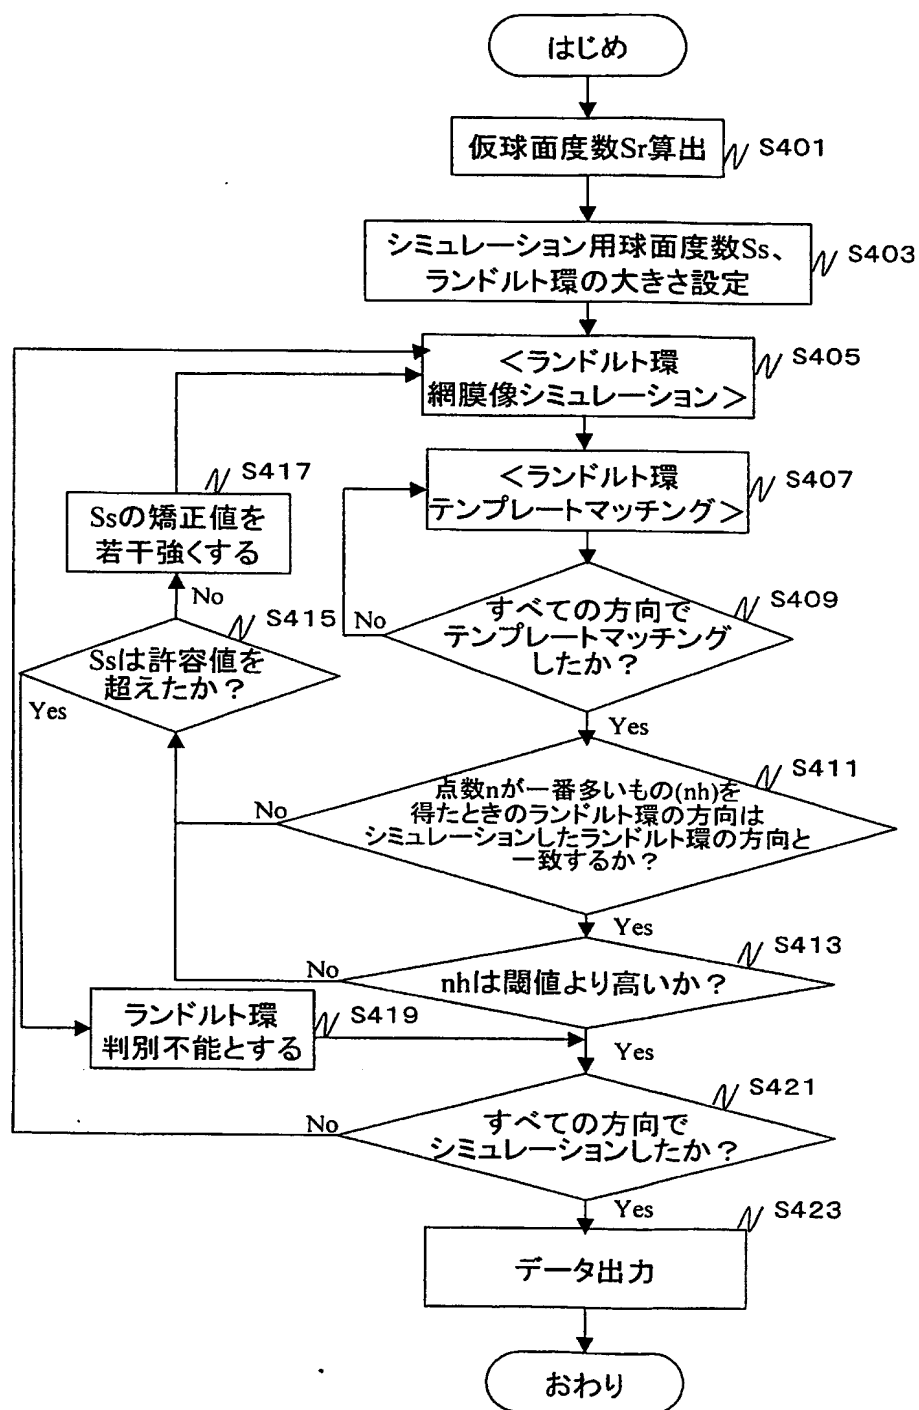 はじめ
仮球面度数Sr算出
S401
シミュレーション用球面度数Ss、
ランドルト環の大きさ設定
S403
<ランドルト環
網膜像シミュレーション>
S405
<ランドルト環
テンプレートマッチング>
S407
S417
Ssの矯正値を
若干強くする
No
すべての方向で
テンプレートマッチング
したか?
S409
No
Yes
S415
Ssは許容値を
超えたか?
Yes
点数nが一番多いもの(nh)を
得たときのランドルト環の方向は
シミュレーションしたランドルト環の方向と
一致するか?
S411
No
Yes
nhは閾値より高いか?
S413
No
Yes
ランドルト環
判別不能とする
S419
すべての方向で
シミュレーションしたか?
S421
No
Yes
データ出力
S423
おわり